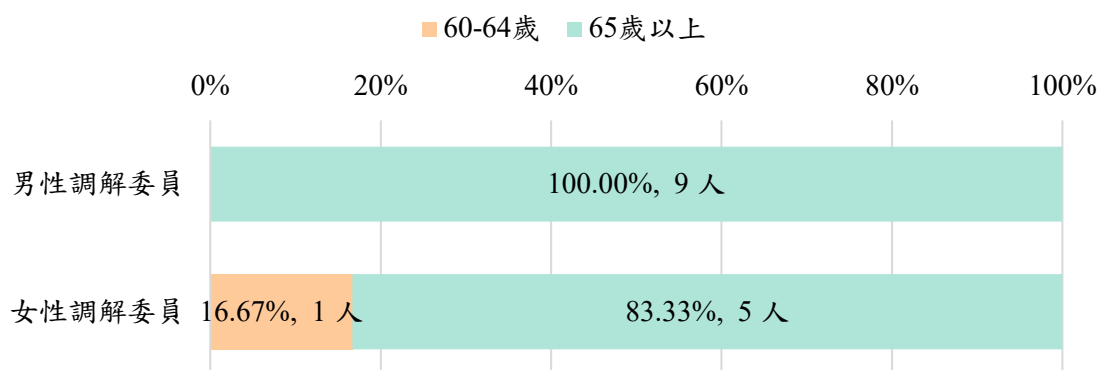 60-64歲 65歲以上
0% 20% 40% 60% 80% 100%
男性調解委員 100.00%, 9 人
女性調解委員 16.67%, 1 人 83.33%, 5 人